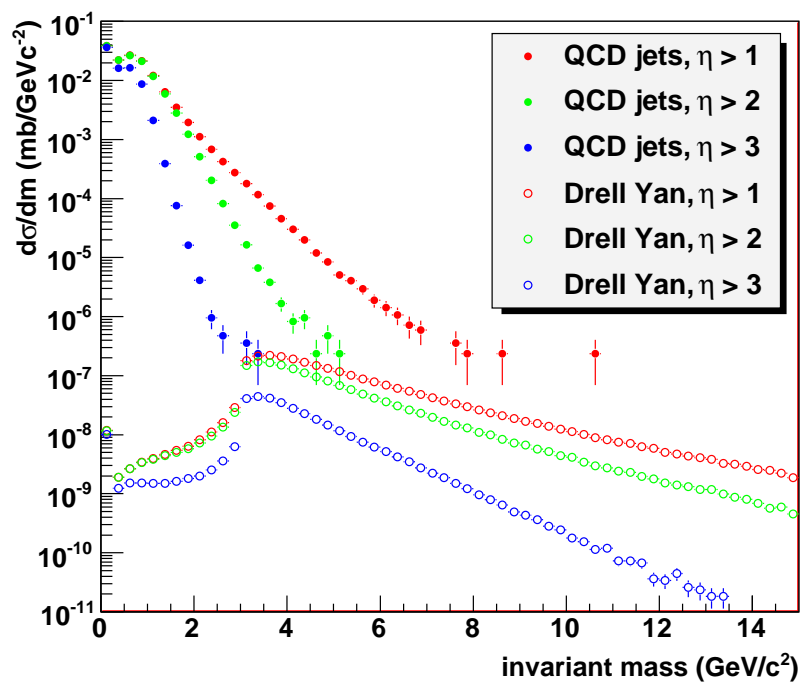 dσ/dm (mb/GeVc⁻²)
10⁻¹
10⁻²
10⁻³
10⁻⁴
10⁻⁵
10⁻⁶
10⁻⁷
10⁻⁸
10⁻⁹
10⁻¹⁰
10⁻¹¹
QCD jets, η > 1
QCD jets, η > 2
QCD jets, η > 3
Drell Yan, η > 1
Drell Yan, η > 2
Drell Yan, η > 3
0 2 4 6 8 10 12 14
invariant mass (GeV/c²)